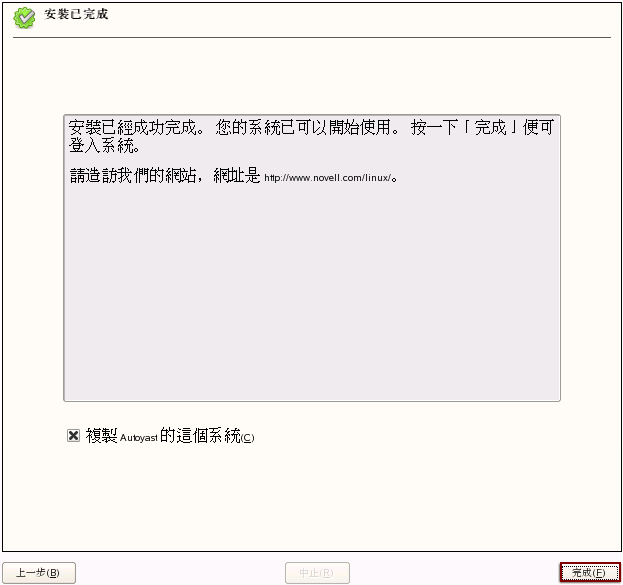 安裝已完成
安裝已經成功完成。 您的系統已可以開始使用。 按一下「完成」便可
登入系統。
請造訪我們的網站，網址是 http://www.novell.com/linux/。
複製 Autoyast 的這個系統(C)
上一步(B)
中止(R)
完成(F)